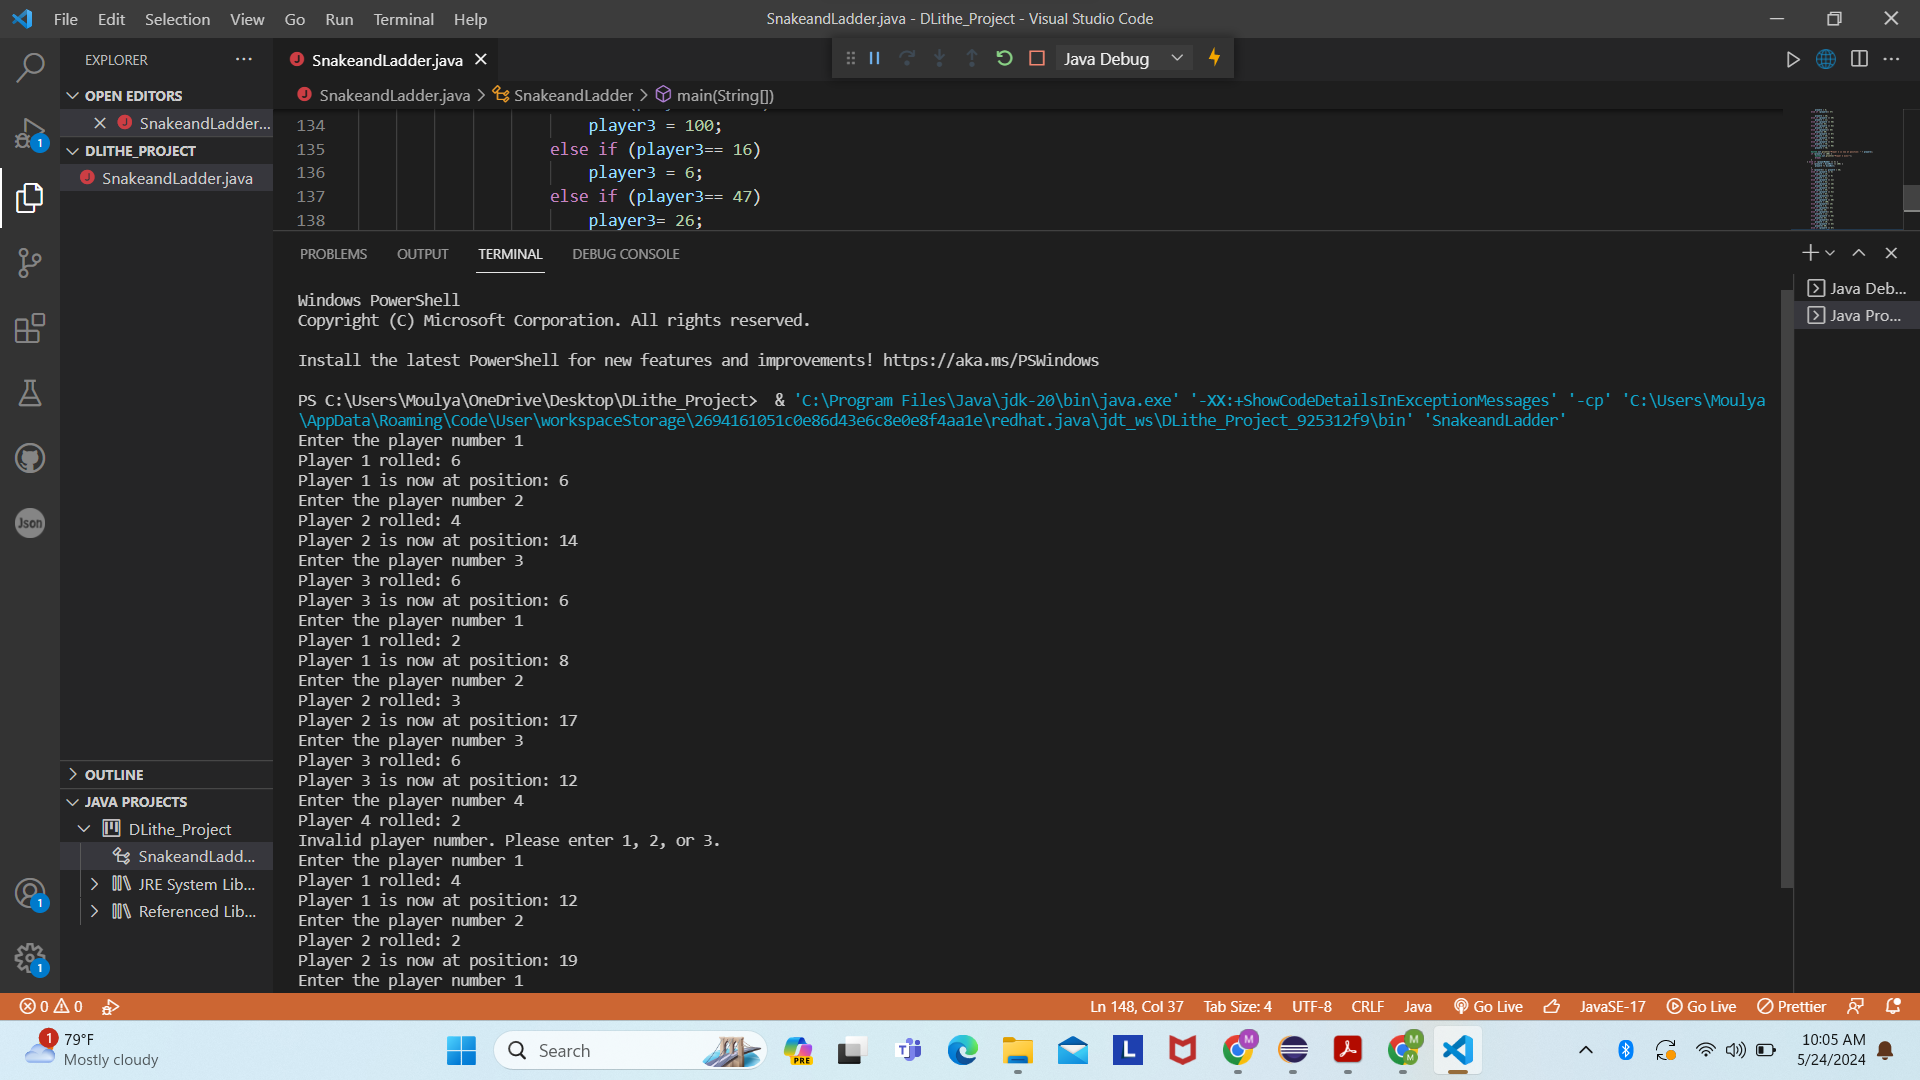 File Edit Selection View Go Run Terminal Help
SnakeandLadder.java - DLithe_Project - Visual Studio Code
EXPLORER
SnakeandLadder.java
Java Debug
OPEN EDITORS
SnakeandLadder...
DLITHE_PROJECT
SnakeandLadder.java
SnakeandLadder.java > SnakeandLadder > main(String[])
134 player3 = 100;
135 else if (player3== 16)
136 player3 = 6;
137 else if (player3== 47)
138 player3= 26;
PROBLEMS OUTPUT TERMINAL DEBUG CONSOLE
Java Deb...
Java Pro...
Windows PowerShell
Copyright (C) Microsoft Corporation. All rights reserved.
Install the latest PowerShell for new features and improvements! https://aka.ms/PSWindows
PS C:\Users\Moulya\OneDrive\Desktop\DLithe_Project> & 'C:\Program Files\Java\jdk-20\bin\java.exe' '-XX:+ShowCodeDetailsInExceptionMessages' '-cp' 'C:\Users\Moulya
\AppData\Roaming\Code\User\workspaceStorage\2694161051c0e86d43e6c8e0e8f4aa1e\redhat.java\jdt_ws\DLithe_Project_925312f9\bin' 'SnakeandLadder'
Enter the player number 1
Player 1 rolled: 6
Player 1 is now at position: 6
Enter the player number 2
Player 2 rolled: 4
Player 2 is now at position: 14
Enter the player number 3
Player 3 rolled: 6
Player 3 is now at position: 6
Enter the player number 1
Player 1 rolled: 2
Player 1 is now at position: 8
Enter the player number 2
Player 2 rolled: 3
Player 2 is now at position: 17
Enter the player number 3
Player 3 rolled: 6
Player 3 is now at position: 12
Enter the player number 4
Player 4 rolled: 2
Invalid player number. Please enter 1, 2, or 3.
Enter the player number 1
Player 1 rolled: 4
Player 1 is now at position: 12
Enter the player number 2
Player 2 rolled: 2
Player 2 is now at position: 19
Enter the player number 1
Json
OUTLINE
JAVA PROJECTS
DLithe_Project
SnakeandLadd...
JRE System Lib...
Referenced Lib...
1
1
1
0 0
Ln 148, Col 37 Tab Size: 4 UTF-8 CRLF Java Go Live JavaSE-17 Go Live Prettier
1
79°F
Mostly cloudy
Search
PRE
L
M
M
M
10:05 AM
5/24/2024